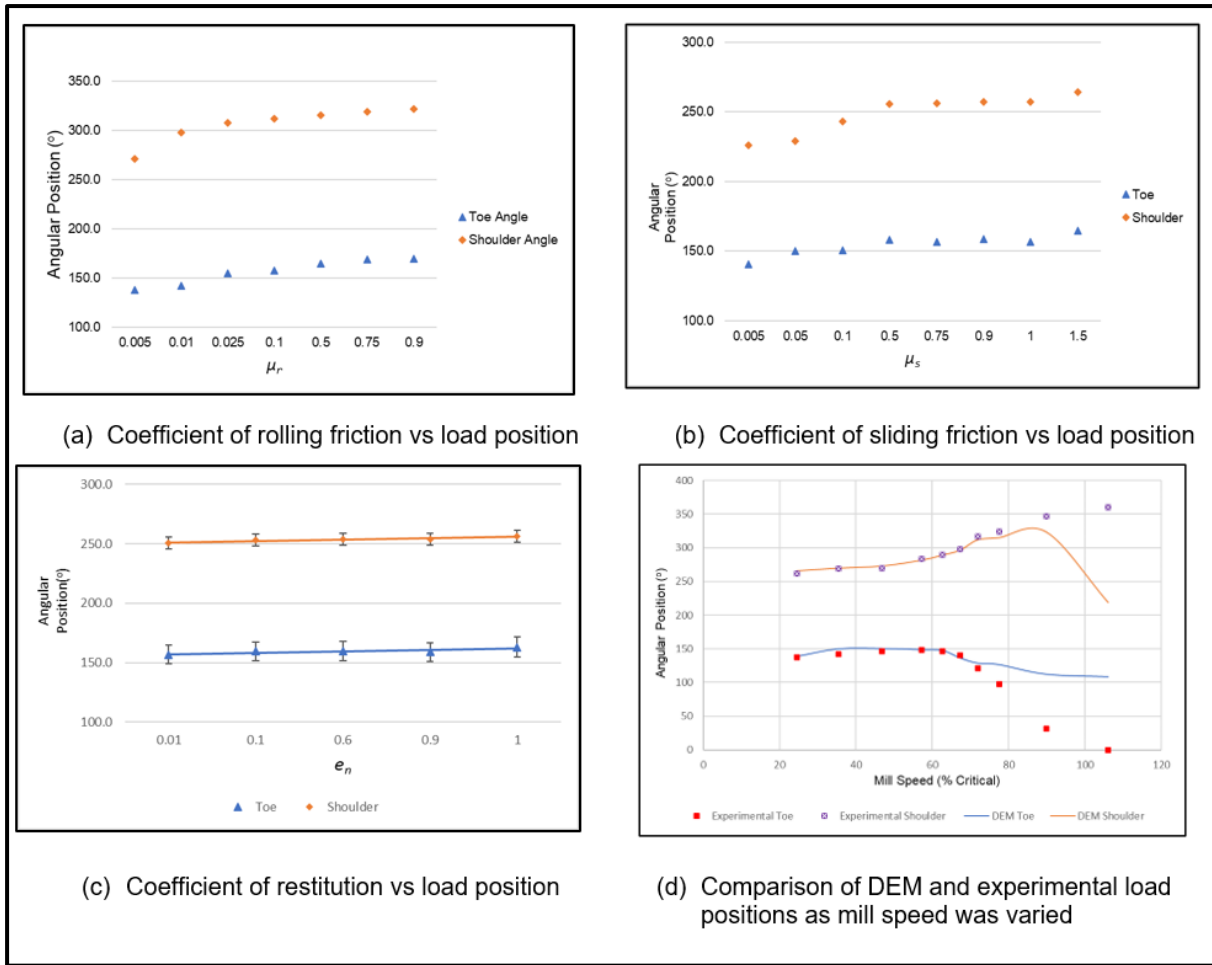 350.0
300.0
250.0
200.0
150.0
100.0
Angular Position (°)
0.005 0.01 0.025 0.1 0.5 0.75 0.9
μr
Toe Angle
Shoulder Angle
(a) Coefficient of rolling friction vs load position
300.0
250.0
200.0
150.0
100.0
Angular
Position (°)
0.005 0.05 0.1 0.5 0.75 0.9 1 1.5
μs
Toe
Shoulder
(b) Coefficient of sliding friction vs load position
300.0
250.0
200.0
150.0
100.0
Angular
Position(°)
0.01 0.1 0.6 0.9 1
en
Toe Shoulder
(c) Coefficient of restitution vs load position
400
350
300
250
200
150
100
50
0
Angular Position (°)
0 20 40 60 80 100 120
Mill Speed (% Critical)
Experimental Toe Experimental Shoulder DEM Toe DEM Shoulder
(d) Comparison of DEM and experimental load
positions as mill speed was varied